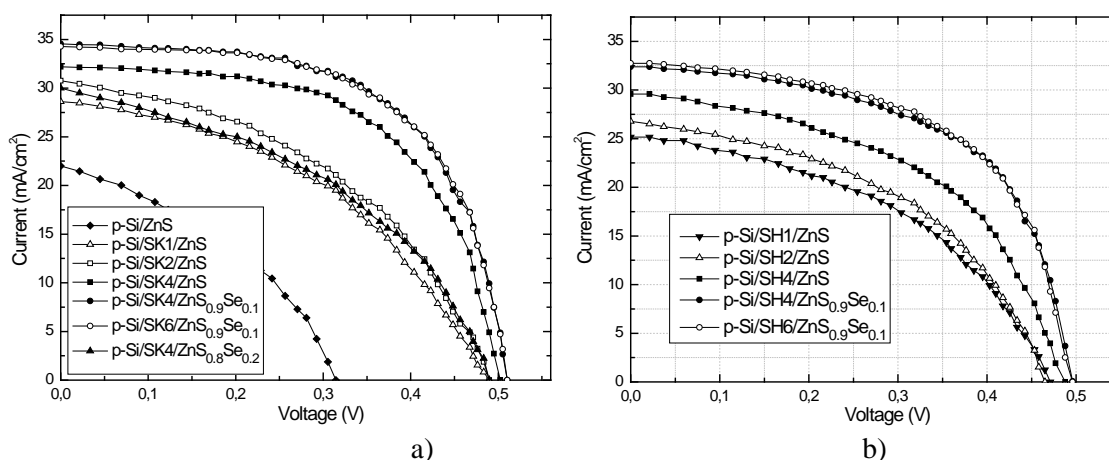 35
30
25
20
15
10
5
0
Current (mA/cm²)
p-Si/ZnS
p-Si/SK1/ZnS
p-Si/SK2/ZnS
p-Si/SK4/ZnS
p-Si/SK4/ZnS₀.₉Se₀.₁
p-Si/SK6/ZnS₀.₉Se₀.₁
p-Si/SK4/ZnS₀.₈Se₀.₂
0,0 0,1 0,2 0,3 0,4 0,5
Voltage (V)
a)
35
30
25
20
15
10
5
0
Current (mA/cm²)
p-Si/SH1/ZnS
p-Si/SH2/ZnS
p-Si/SH4/ZnS
p-Si/SH4/ZnS₀.₉Se₀.₁
p-Si/SH6/ZnS₀.₉Se₀.₁
0,0 0,1 0,2 0,3 0,4 0,5
Voltage (V)
b)